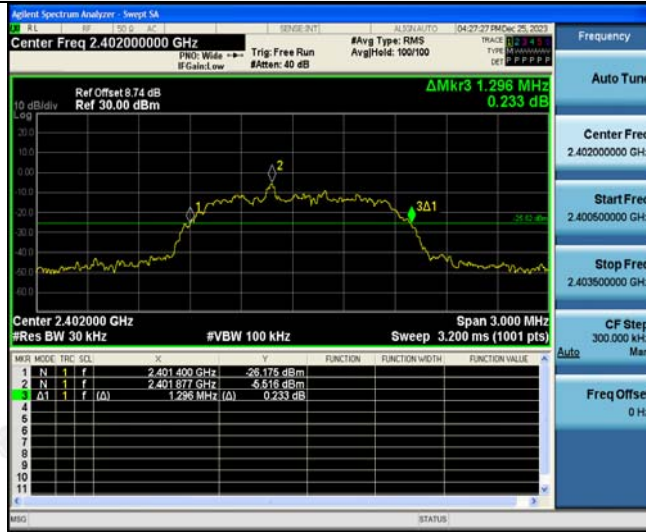 Agilent Spectrum Analyzer - Swept SA
RL RF 50 Ω AC SENSE:INT ALIGN AUTO 04:27:27 PM Dec 25, 2023
Center Freq 2.402000000 GHz
PNO: Wide
IFGain:Low
Trig: Free Run
#Atten: 40 dB
#Avg Type: RMS
Avg|Hold: 100/100
TRACE 1 2 3 4 5
TYPE M
DET P P P P P P
Frequency
Auto Tune
Center Freq
2.402000000 GHz
Start Freq
2.400500000 GHz
Stop Freq
2.403500000 GHz
CF Step
300.000 kHz
Auto Man
Freq Offset
0 Hz
ΔMkr3 1.296 MHz
0.233 dB
Ref Offset 8.74 dB
Ref 30.00 dBm
10 dB/div
Log
20.0
10.0
0.00
-10.0
-20.0
-30.0
-40.0
-50.0
-60.0
1
2
3Δ1
Center 2.402000 GHz
#Res BW 30 kHz
#VBW 100 kHz
Span 3.000 MHz
Sweep 3.200 ms (1001 pts)
MKR MODE TRC SCL X Y FUNCTION FUNCTION WIDTH FUNCTION VALUE
1 N 1 f 2.401 400 GHz -26.175 dBm
2 N 1 f 2.401 877 GHz -5.516 dBm
3 Δ1 1 f (Δ) 1.296 MHz (Δ) 0.233 dB
4
5
6
7
8
9
10
11
MSG STATUS